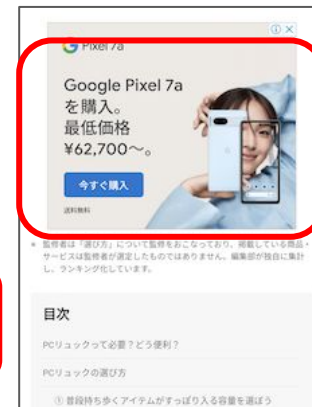 Pixel 7a
Google Pixel 7a
を購入。
最低価格
¥62,700〜。
今すぐ購入
送料無料
* 監修者は「選び方」について監修をおこなっており、掲載している商品・
サービスは監修者が選定したものではありません。編集部が独自に集計
し、ランキング化しています。
目次
PCリュックって必要?どう便利?
PCリュックの選び方
① 普段持ち歩くアイテムがすっぽり入る容量を選ぼう